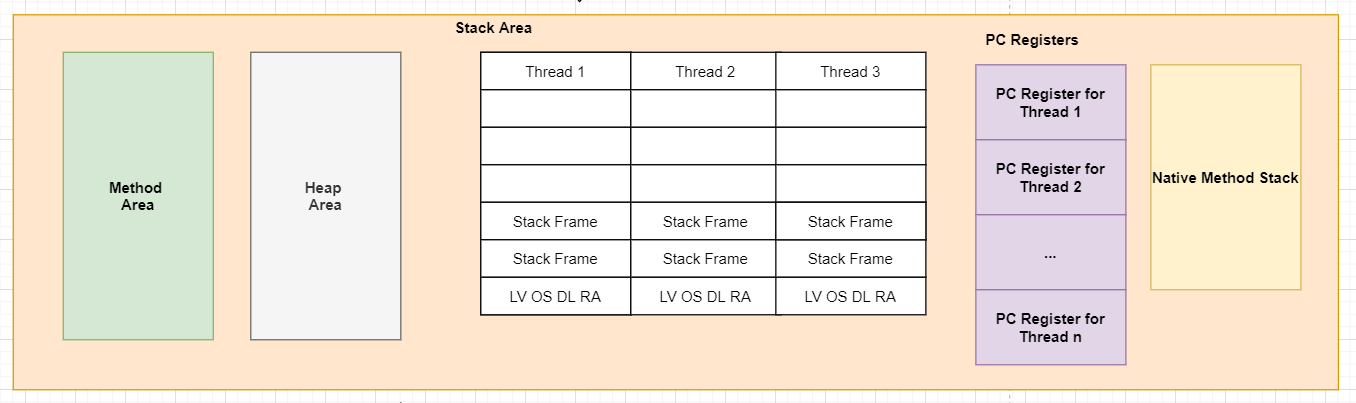 Stack Area
PC Registers
Method
Area
Heap
Area
Thread 1
Thread 2
Thread 3
Stack Frame
Stack Frame
Stack Frame
Stack Frame
Stack Frame
Stack Frame
LV OS DL RA
LV OS DL RA
LV OS DL RA
PC Register for
Thread 1
PC Register for
Thread 2
...
PC Register for
Thread n
Native Method Stack